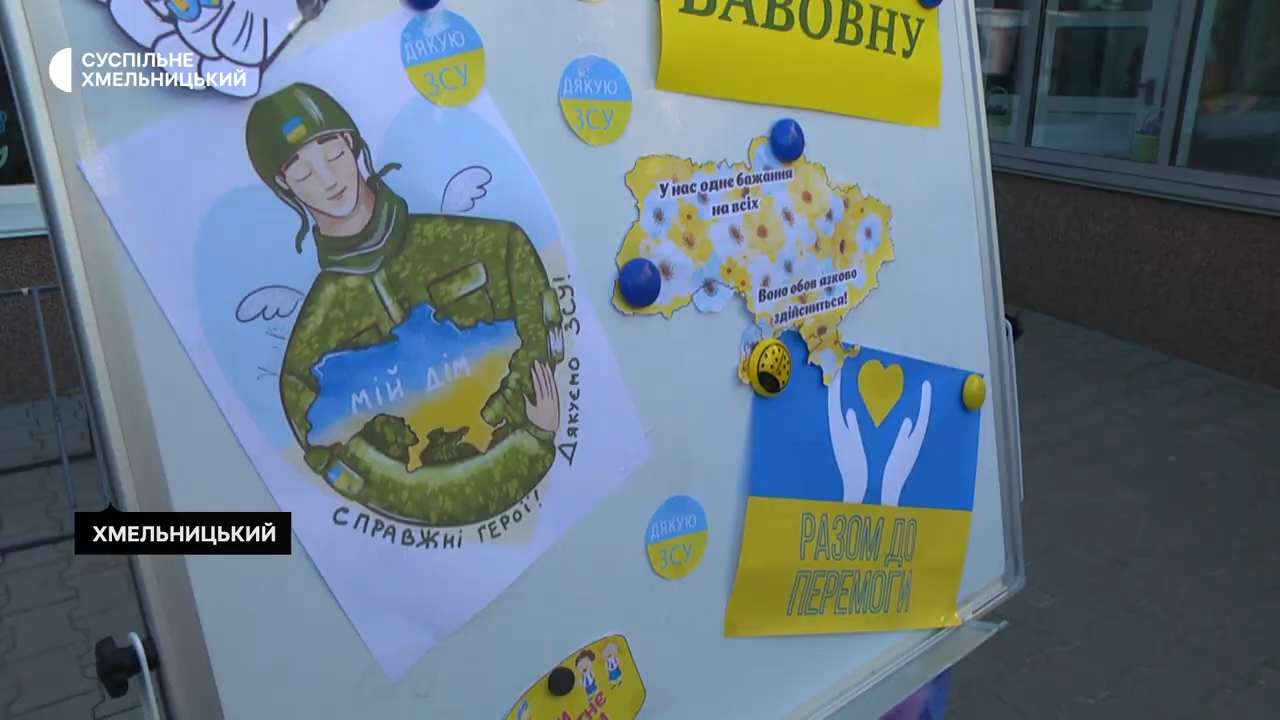 СУСПІЛЬНЕ
ХМЕЛЬНИЦЬКИЙ
ДЯКУЮ
ЗСУ
ДЯКУЮ
ЗСУ
БАВОВНУ
У нас одне бажання
на всіх
Воно обов'язково
здійсниться!
МІЙ ДІМ
Дякуємо ЗСУ!
СПРАВЖНІ ГЕРОЇ!
ДЯКУЮ
ЗСУ
РАЗОМ ДО
ПЕРЕМОГИ
ХМЕЛЬНИЦЬКИЙ